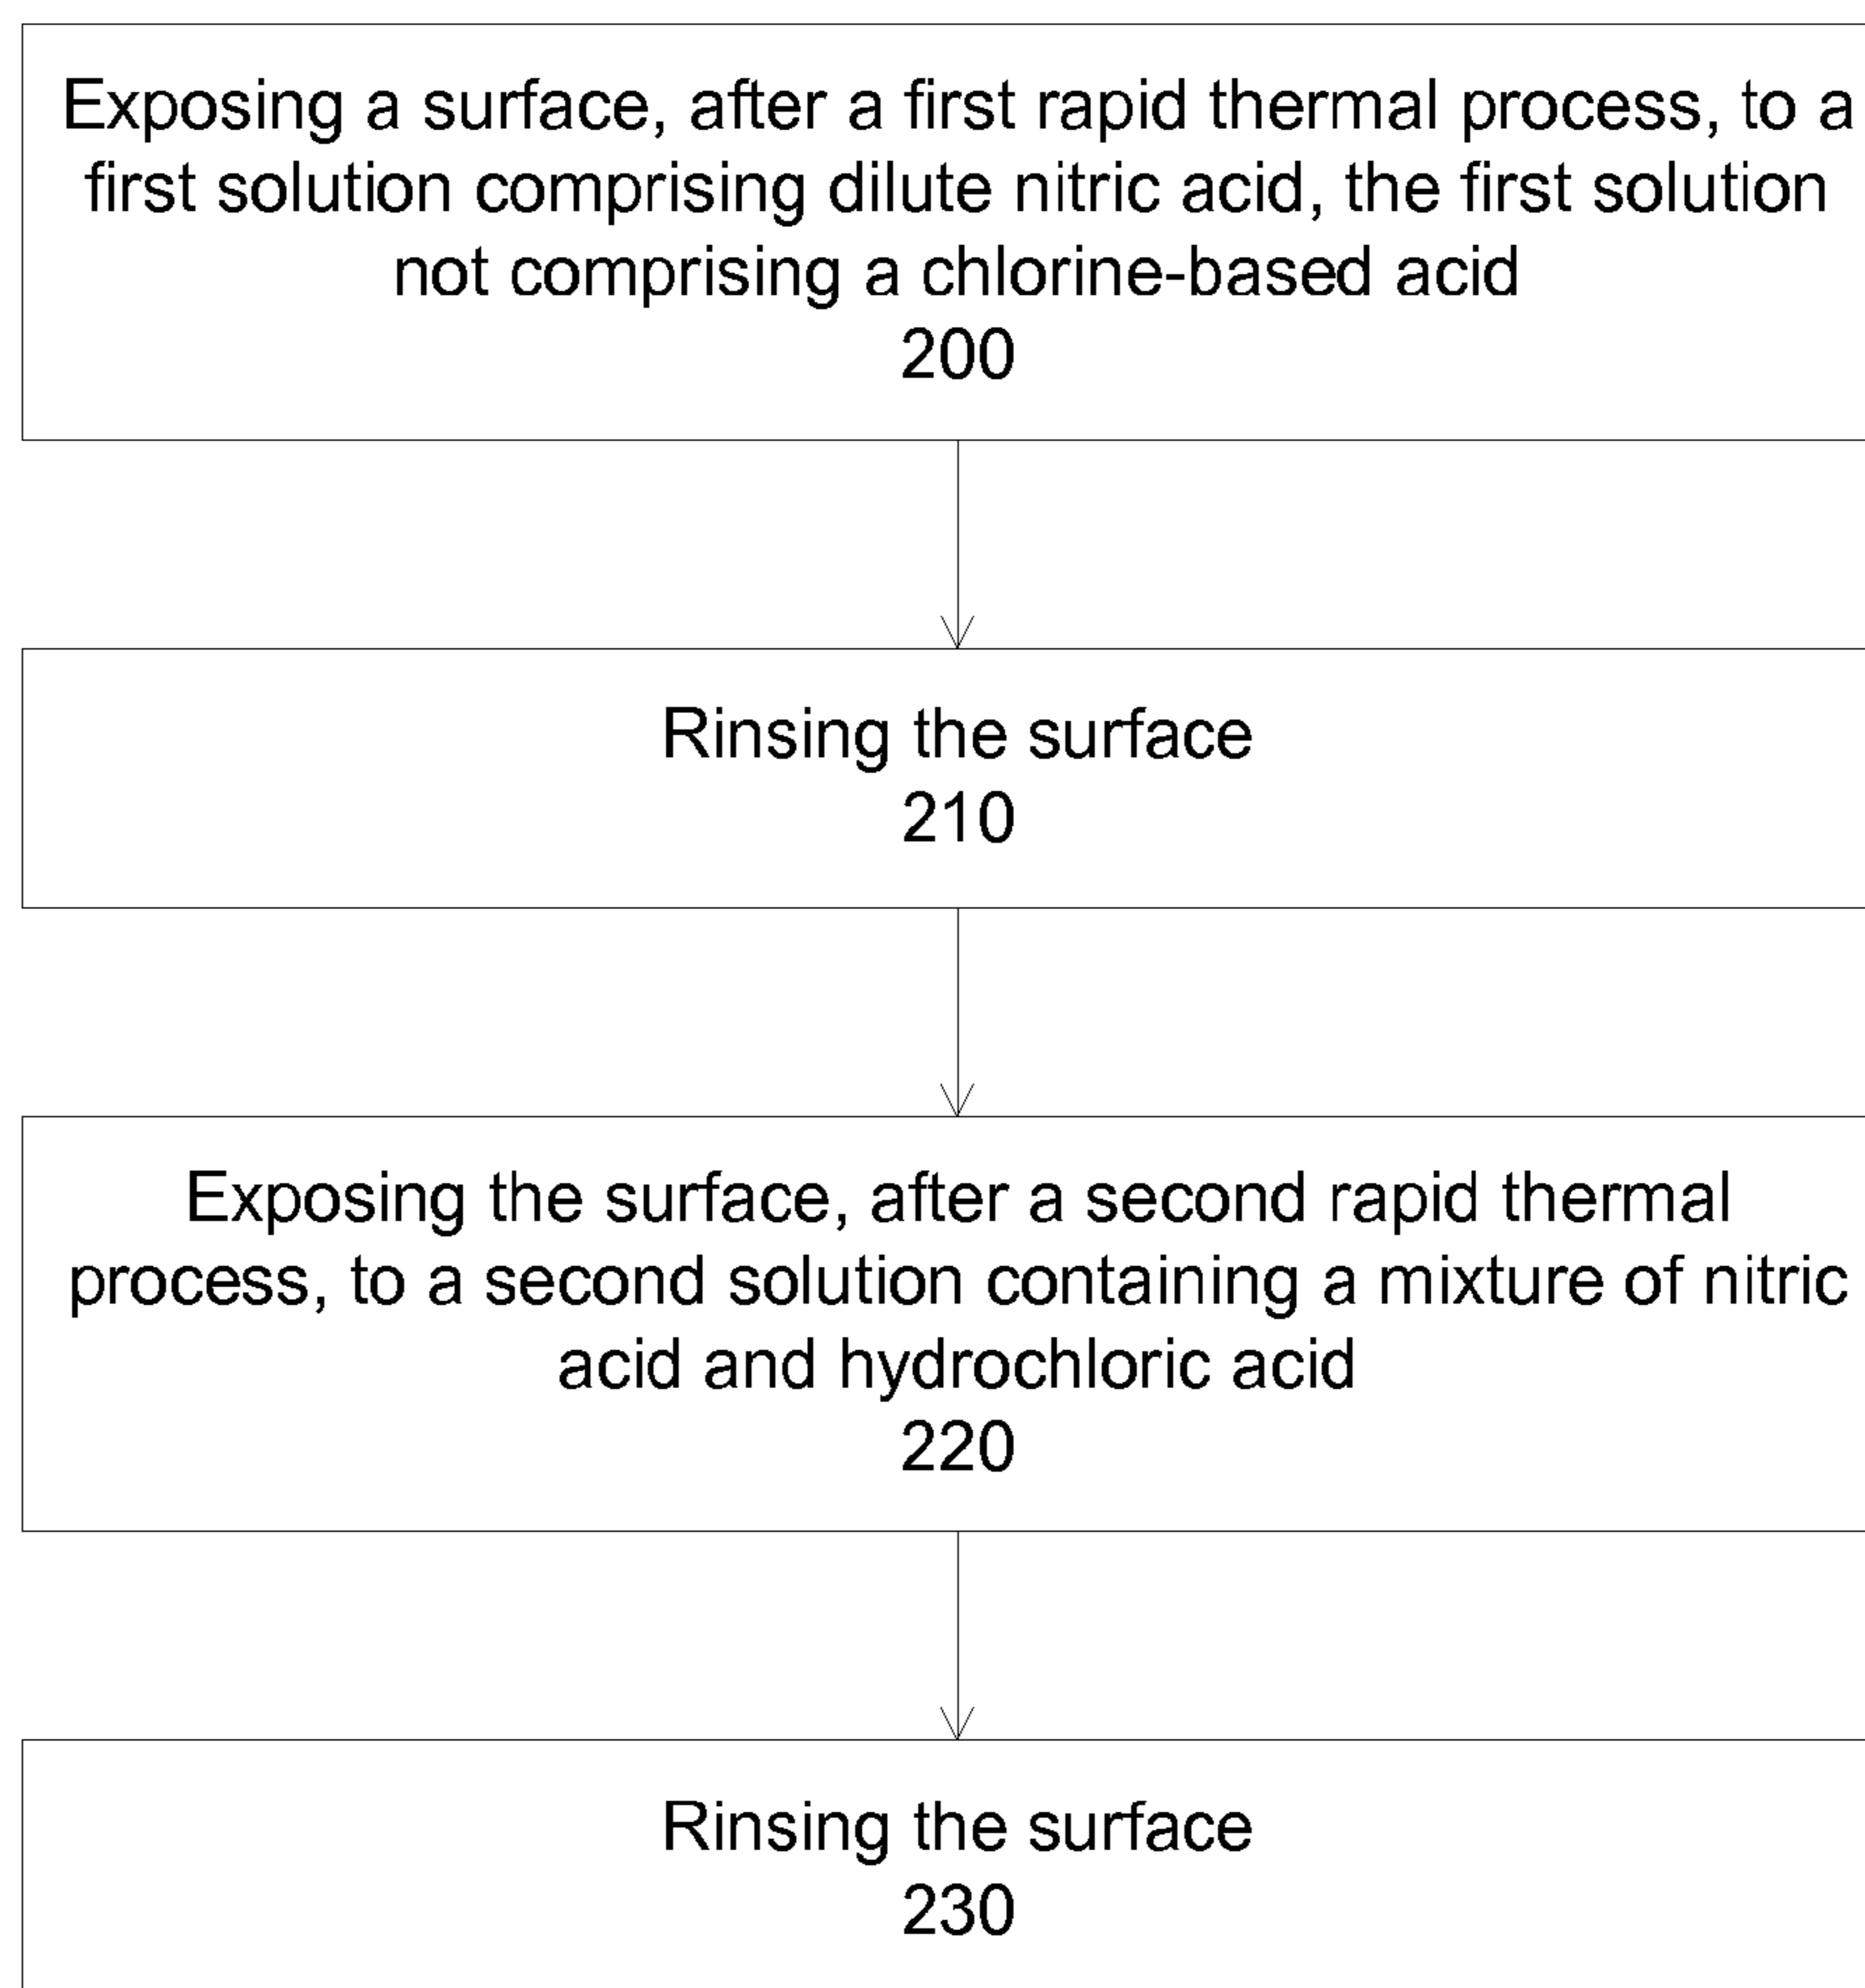 Exposing a surface, after a first rapid thermal process, to a
first solution comprising dilute nitric acid, the first solution
not comprising a chlorine-based acid
200
Rinsing the surface
210
Exposing the surface, after a second rapid thermal
process, to a second solution containing a mixture of nitric
acid and hydrochloric acid
220
Rinsing the surface
230